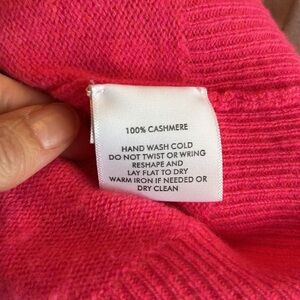 100% CASHMERE
HAND WASH COLD
DO NOT TWIST OR WRING
RESHAPE AND
LAY FLAT TO DRY
WARM IRON IF NEEDED OR
DRY CLEAN